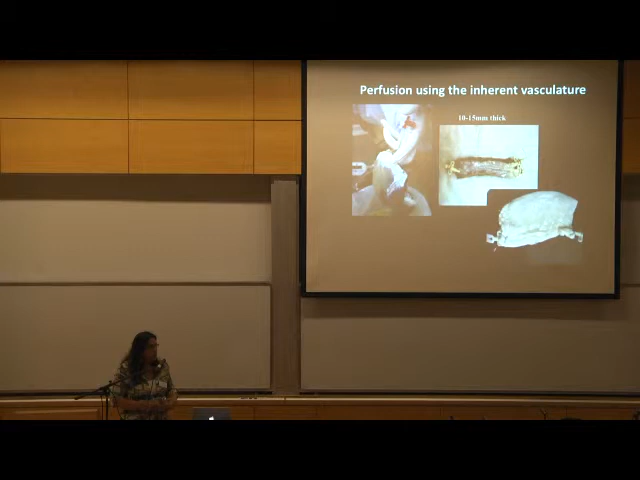 Perfusion using the inherent vasculature
10-15mm thick